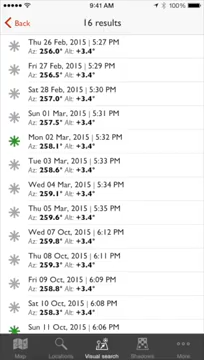 9:41 AM
100%
Back
16 results
Thu 26 Feb, 2015 | 5:27 PM
Az: 256.0° Alt: +3.4°
Fri 27 Feb, 2015 | 5:29 PM
Az: 256.5° Alt: +3.4°
Sat 28 Feb, 2015 | 5:30 PM
Az: 257.0° Alt: +3.4°
Sun 01 Mar, 2015 | 5:31 PM
Az: 257.5° Alt: +3.4°
Mon 02 Mar, 2015 | 5:32 PM
Az: 258.1° Alt: +3.4°
Tue 03 Mar, 2015 | 5:33 PM
Az: 258.6° Alt: +3.4°
Wed 04 Mar, 2015 | 5:34 PM
Az: 259.1° Alt: +3.4°
Thu 05 Mar, 2015 | 5:35 PM
Az: 259.6° Alt: +3.4°
Wed 07 Oct, 2015 | 6:12 PM
Az: 259.8° Alt: +3.4°
Thu 08 Oct, 2015 | 6:11 PM
Az: 259.3° Alt: +3.4°
Fri 09 Oct, 2015 | 6:09 PM
Az: 258.8° Alt: +3.4°
Sat 10 Oct, 2015 | 6:08 PM
Az: 258.3° Alt: +3.4°
Sun 11 Oct, 2015 | 6:06 PM
Map
Locations
Visual search
More